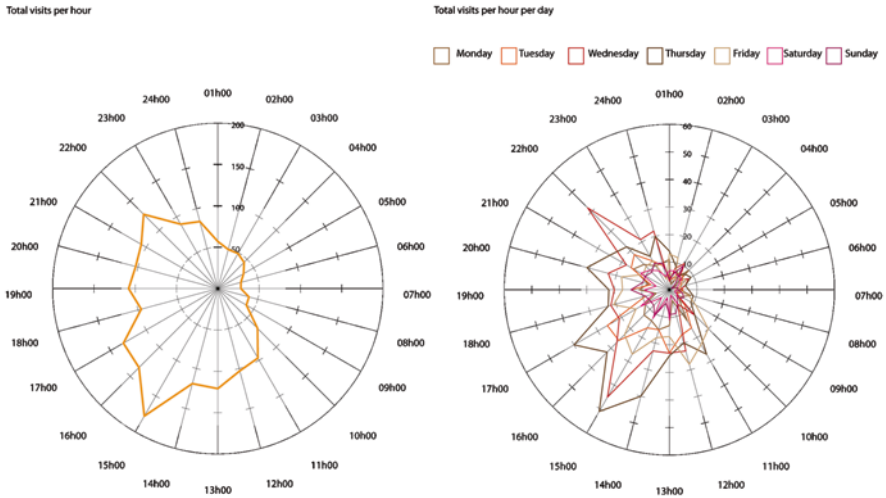 Total visits per hour
01h00
02h00
03h00
04h00
05h00
06h00
07h00
08h00
09h00
10h00
11h00
12h00
13h00
14h00
15h00
16h00
17h00
18h00
19h00
20h00
21h00
22h00
23h00
24h00
200
150
100
50
Total visits per hour per day
Monday Tuesday Wednesday Thursday Friday Saturday Sunday
01h00
02h00
03h00
04h00
05h00
06h00
07h00
08h00
09h00
10h00
11h00
12h00
13h00
14h00
15h00
16h00
17h00
18h00
19h00
20h00
21h00
22h00
23h00
24h00
60
50
40
30
20
10